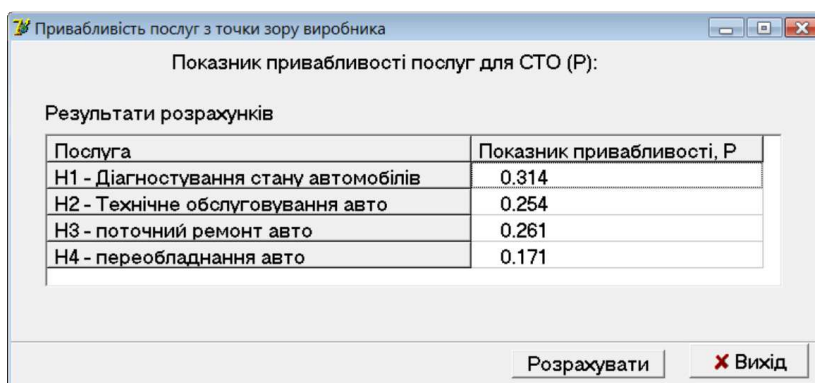 Привабливість послуг з точки зору виробника
Показник привабливості послуг для СТО (Р):
Результати розрахунків
Послуга Показник привабливості, Р
Н1 - Діагностування стану автомобілів 0.314
Н2 - Технічне обслуговування авто 0.254
Н3 - поточний ремонт авто 0.261
Н4 - переобладнання авто 0.171
Розрахувати Вихід